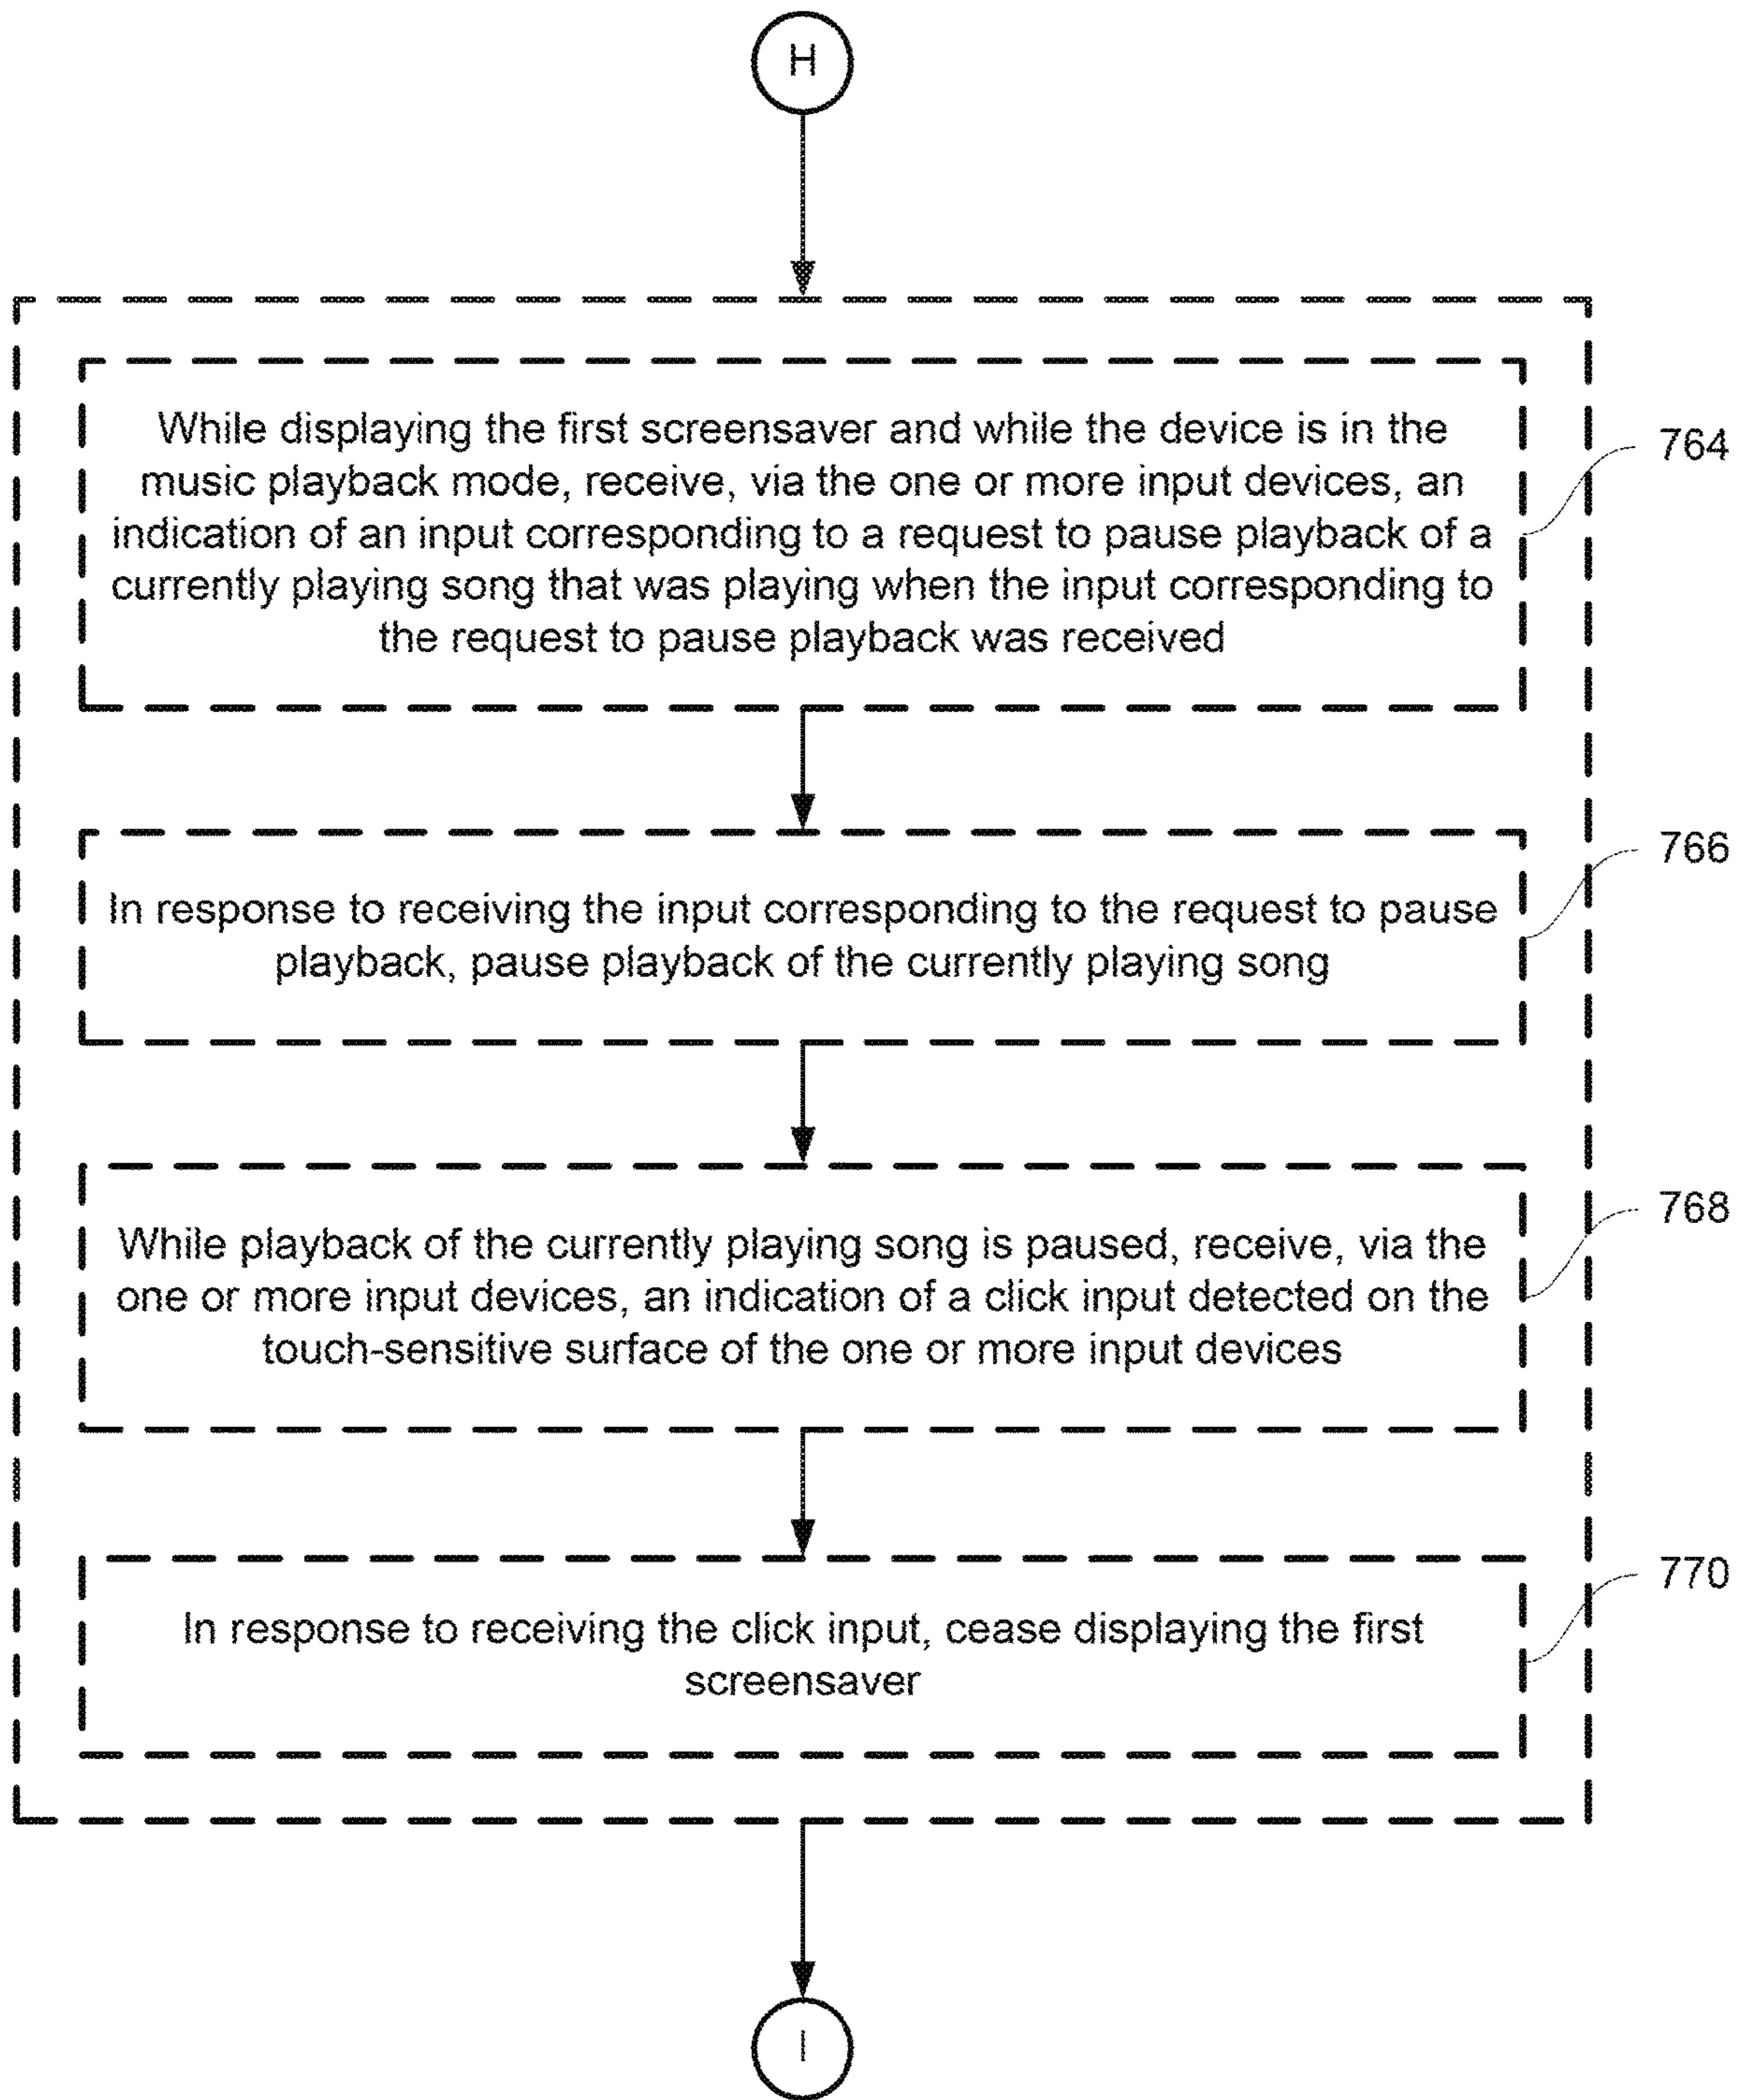 H
While displaying the first screensaver and while the device is in the
music playback mode, receive, via the one or more input devices, an
indication of an input corresponding to a request to pause playback of a
currently playing song that was playing when the input corresponding to
the request to pause playback was received
764
In response to receiving the input corresponding to the request to pause
playback, pause playback of the currently playing song
766
While playback of the currently playing song is paused, receive, via the
one or more input devices, an indication of a click input detected on the
touch-sensitive surface of the one or more input devices
768
In response to receiving the click input, cease displaying the first
screensaver
770
I